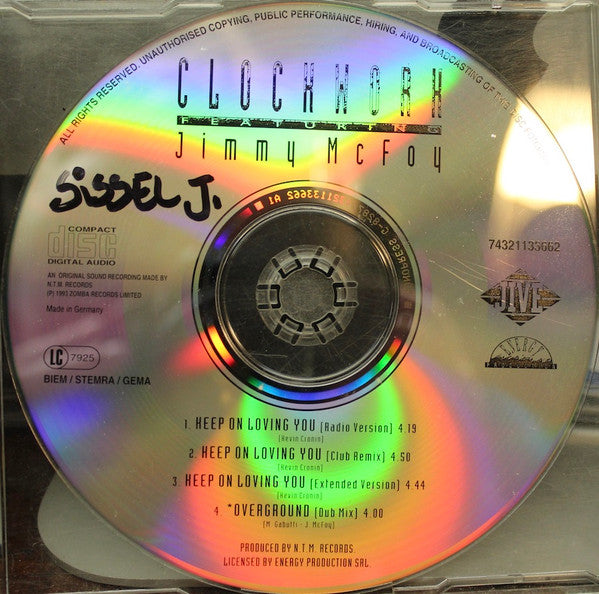 ALL RIGHTS RESERVED. UNAUTHORISED COPYING, PUBLIC PERFORMANCE, HIRING, AND BROADCASTING OF THIS DISC
CLOCKWORK
FEATURING
Jimmy McFoy
SiSSEL J.
COMPACT
disc
DIGITAL AUDIO
AN ORIGINAL SOUND RECORDING MADE BY
N.T.M. RECORDS
(P) 1993 ZOMBA RECORDS LIMITED
Made in Germany
LC 7925
BIEM / STEMRA / GEMA
74321135662
JIVE
ENERGY
1. KEEP ON LOVING YOU (Radio Version) 4.19
(Kevin Cronin)
2. KEEP ON LOVING YOU (Club Remix) 4.50
(Kevin Cronin)
3. KEEP ON LOVING YOU (Extended Version) 4.44
(Kevin Cronin)
4. *OVERGROUND (Dub Mix) 4.00
(M. Gabutti - J. McFoy)
PRODUCED BY N.T.M. RECORDS
LICENSED BY ENERGY PRODUCTION SRL.